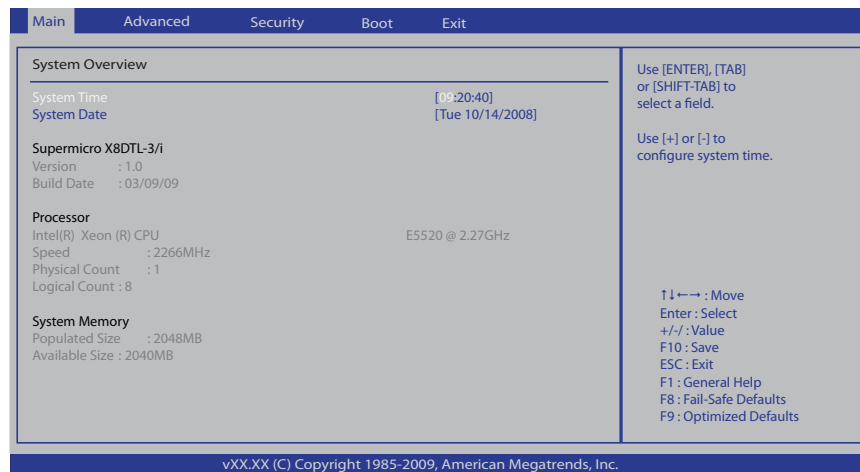 Main Advanced Security Boot Exit
System Overview
System Time [09:20:40]
System Date [Tue 10/14/2008]
Supermicro X8DTL-3/i
Version : 1.0
Build Date : 03/09/09
Processor
Intel(R) Xeon (R) CPU E5520 @ 2.27GHz
Speed : 2266MHz
Physical Count : 1
Logical Count : 8
System Memory
Populated Size : 2048MB
Available Size : 2040MB
Use [ENTER], [TAB]
or [SHIFT-TAB] to
select a field.
Use [+] or [-] to
configure system time.
↑↓←→ : Move
Enter : Select
+/-/ : Value
F10 : Save
ESC : Exit
F1 : General Help
F8 : Fail-Safe Defaults
F9 : Optimized Defaults
vXX.XX (C) Copyright 1985-2009, American Megatrends, Inc.